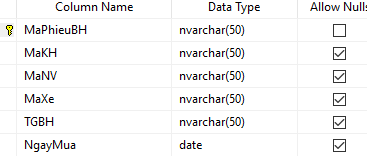 Column Name Data Type Allow Nulls
MaPhieuBH nvarchar(50)
MaKH nvarchar(50)
MaNV nvarchar(50)
MaXe nvarchar(50)
TGBH nvarchar(50)
NgayMua date